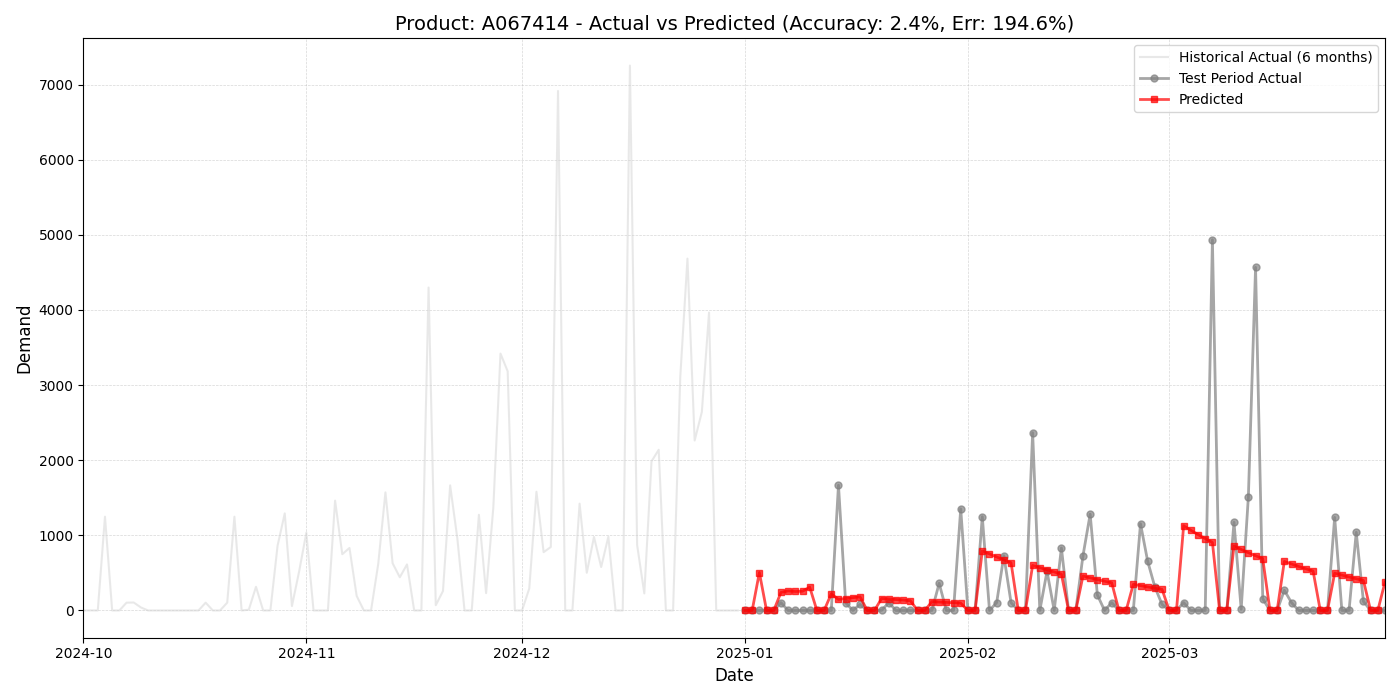 Product: A067414 - Actual vs Predicted (Accuracy: 2.4%, Err: 194.6%)
Historical Actual (6 months)
Test Period Actual
Predicted
7000
6000
5000
4000
3000
2000
1000
0
Demand
2024-10
2024-11
2024-12
2025-01
2025-02
2025-03
Date